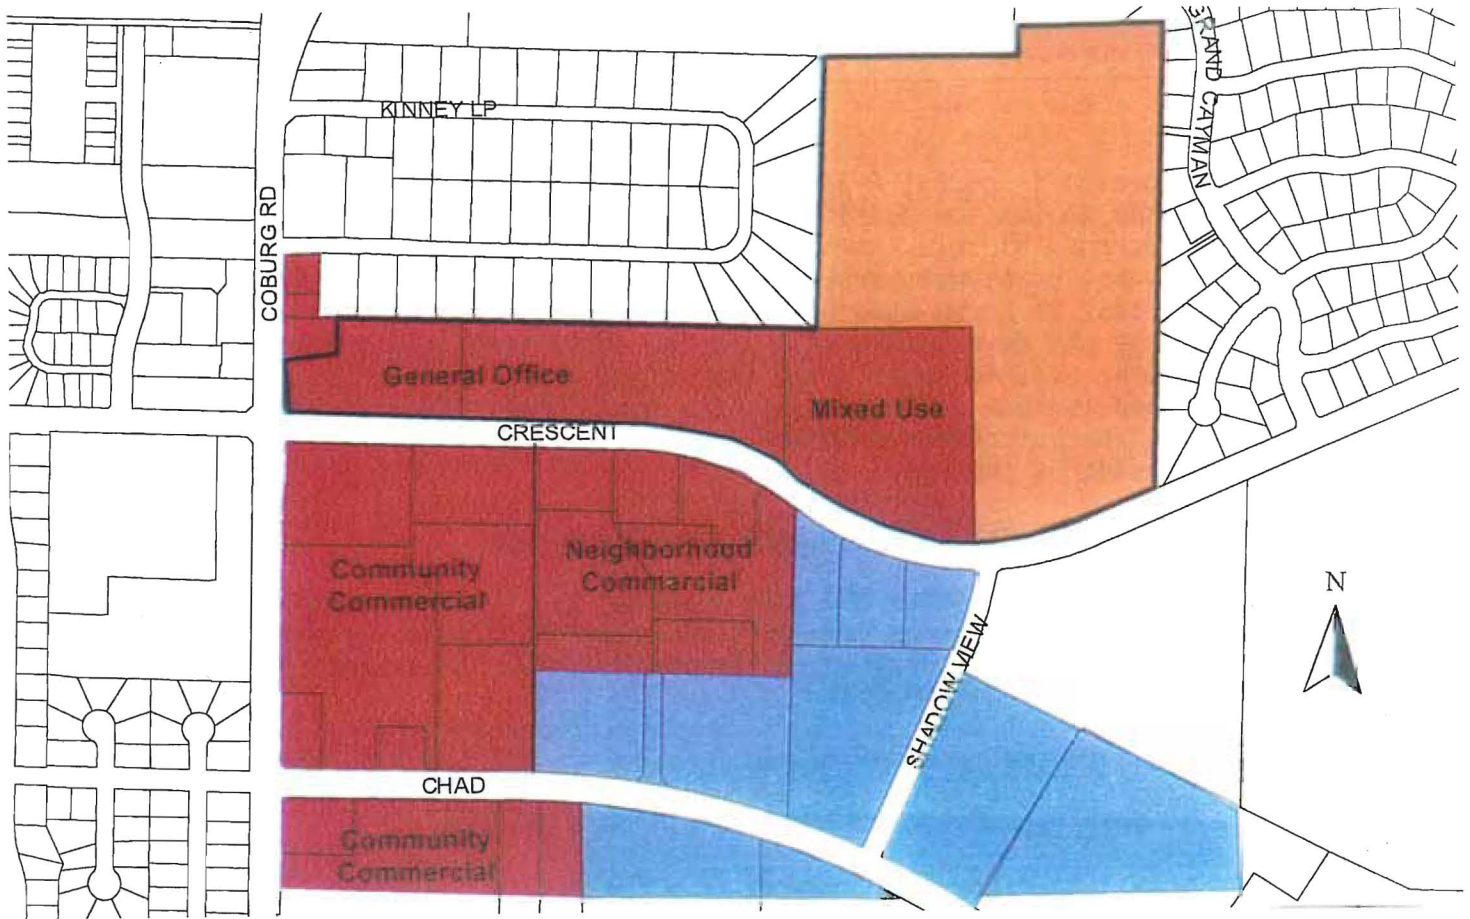 GRAND CAYMAN
KINNEY LP
COBURG RD
General Office
Mixed Use
CRESCENT
Neighborhood
Commercial
Community
Commercial
N
SHADOW VIEW
CHAD
Community
Commercial